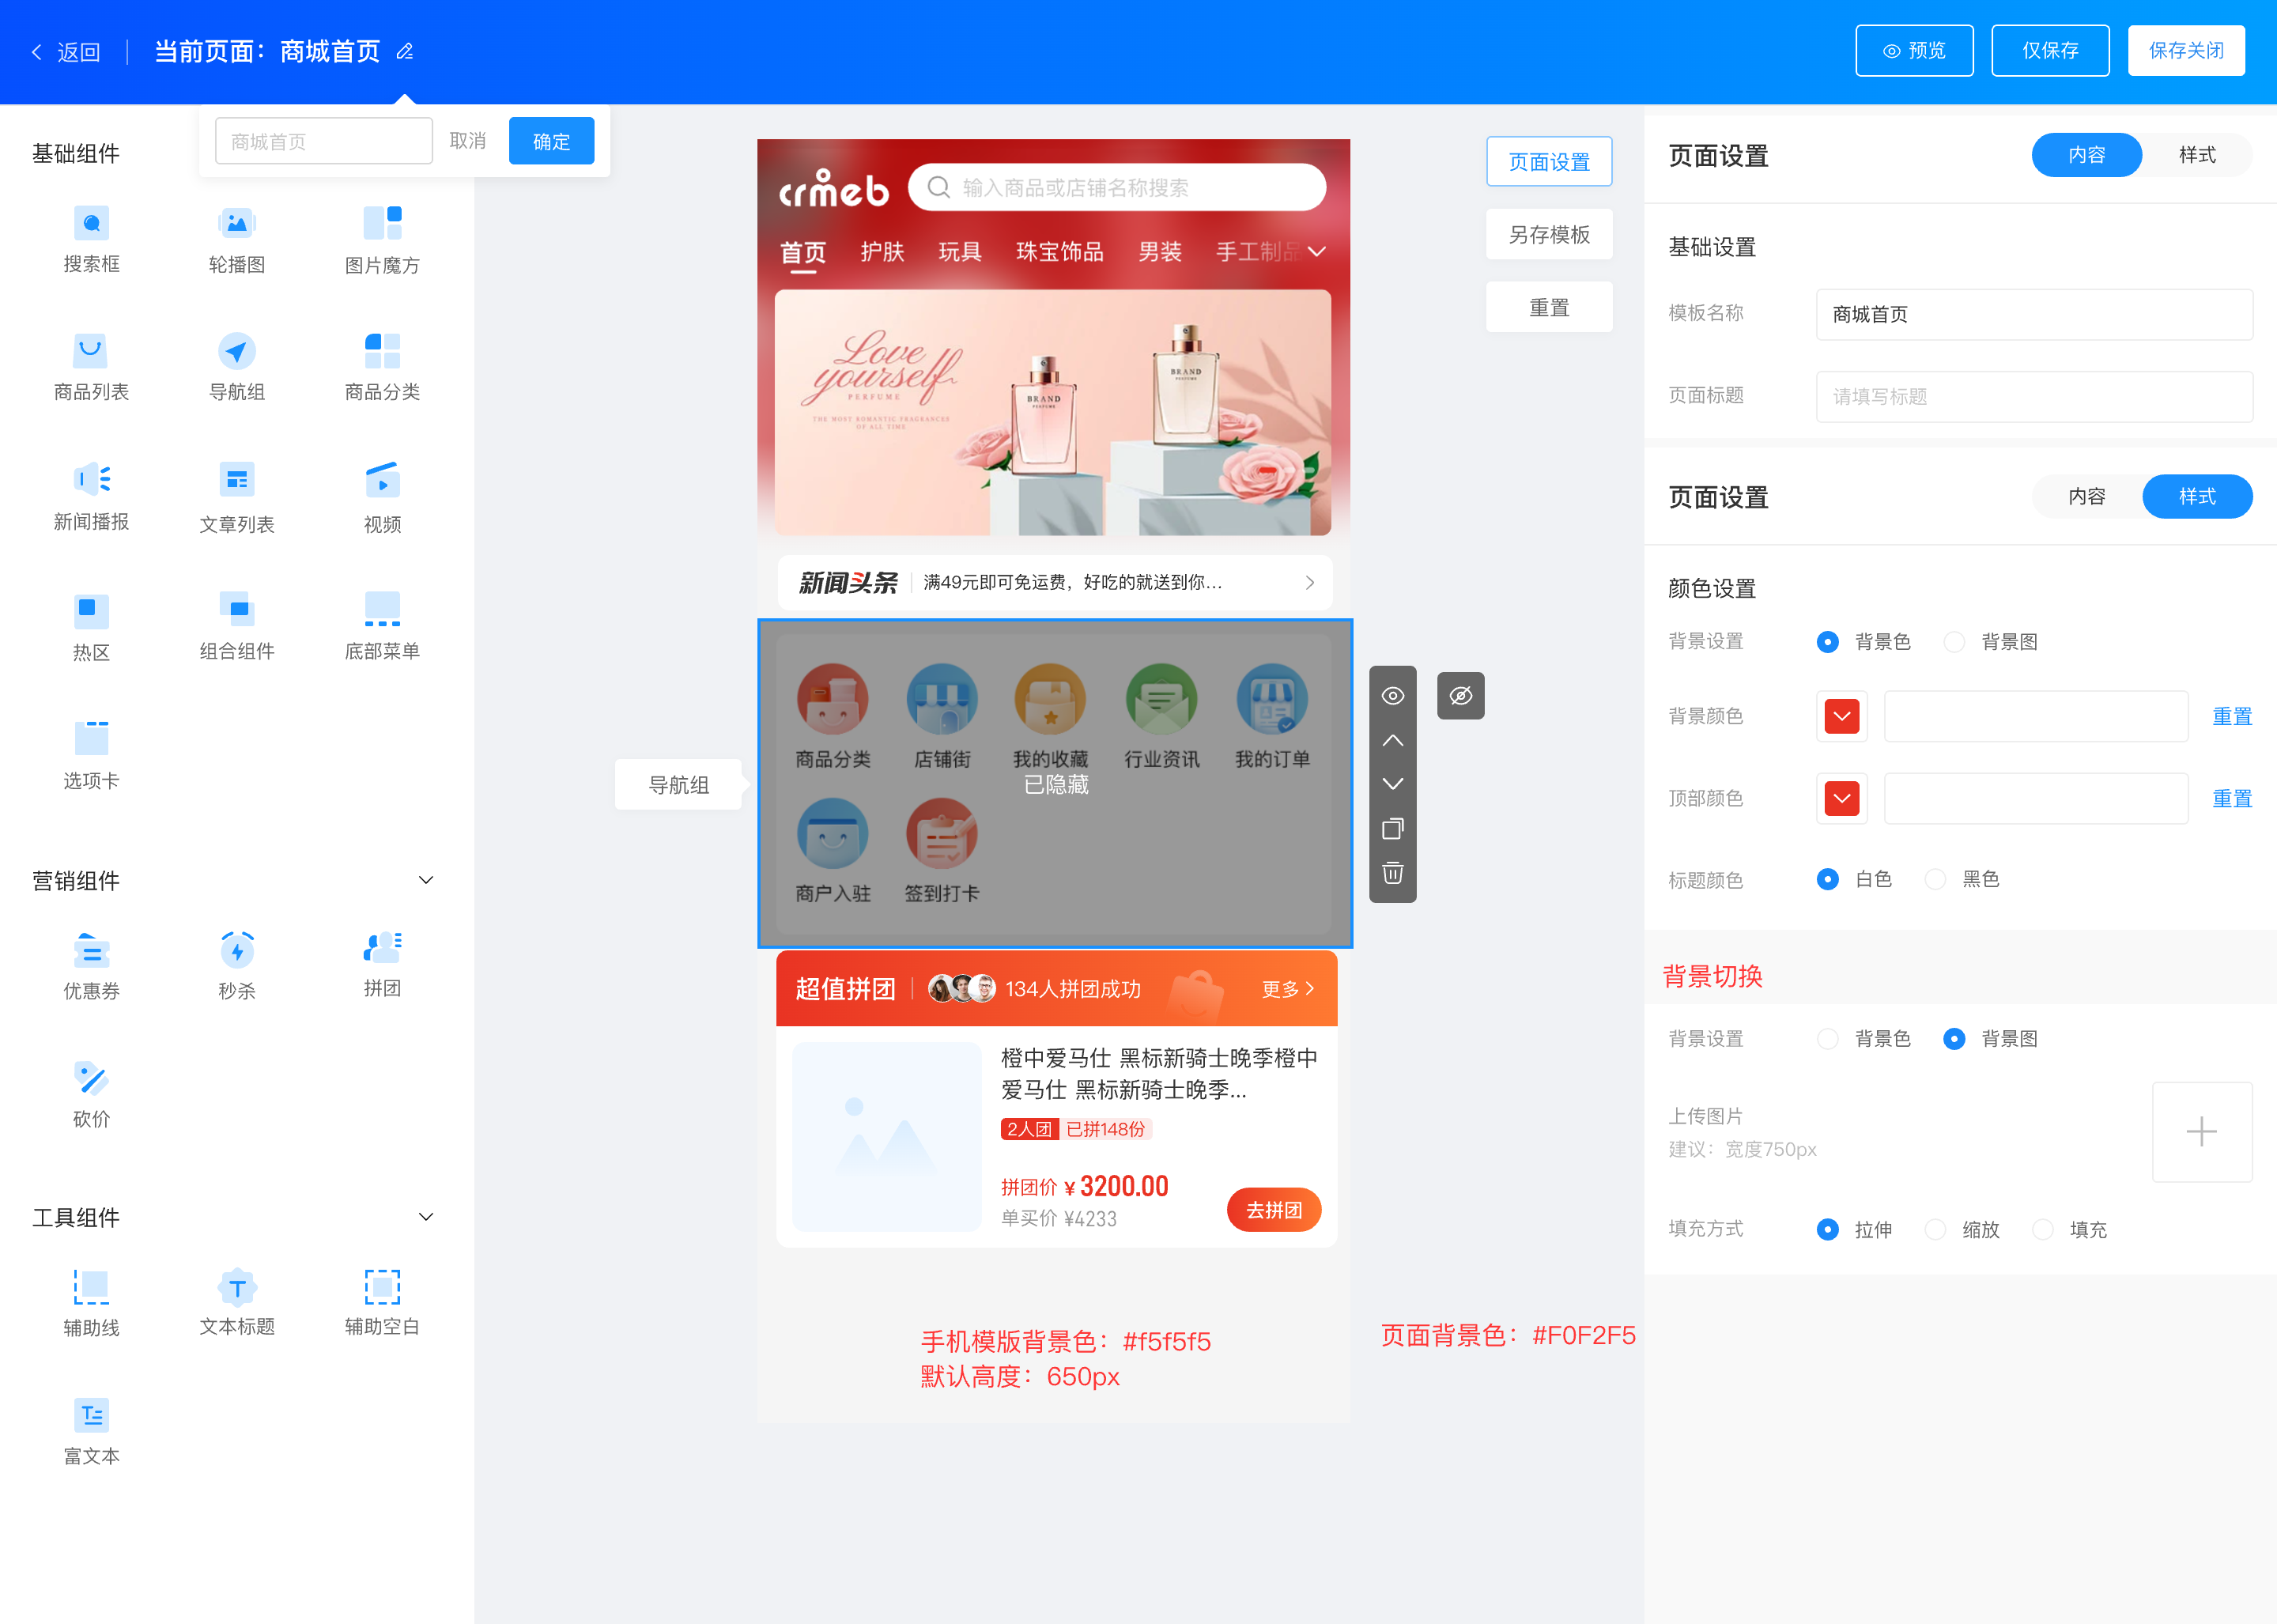 返回
当前页面：商城首页
预览
仅保存
保存关闭
商城首页
取消
确定
基础组件
搜索框
轮播图
图片魔方
商品列表
导航组
商品分类
新闻播报
文章列表
视频
热区
组合组件
底部菜单
选项卡
营销组件
优惠券
秒杀
拼团
砍价
工具组件
辅助线
文本标题
辅助空白
富文本
crmeb
输入商品或店铺名称搜索
首页 护肤 玩具 珠宝饰品 男装 手工制品
Love
yourself
PERFUME
THE MOST ROMANTIC FRAGRANCES
OF ALL TIME
BRAND
PERFUME
BRAND
PERFUME
新闻头条
满49元即可免运费，好吃的就送到你...
导航组
商品分类
店铺街
我的收藏
行业资讯
我的订单
已隐藏
商户入驻
签到打卡
超值拼团
134人拼团成功
更多
橙中爱马仕 黑标新骑士晚季橙中
爱马仕 黑标新骑士晚季...
2人团 已拼148份
拼团价 ¥ 3200.00
单买价 ¥4233
去拼团
手机模版背景色：#f5f5f5
默认高度：650px
页面背景色：#F0F2F5
页面设置
另存模板
重置
页面设置
内容
样式
基础设置
模板名称
商城首页
页面标题
请填写标题
页面设置
内容
样式
颜色设置
背景设置
背景色
背景图
背景颜色
重置
顶部颜色
重置
标题颜色
白色
黑色
背景切换
背景设置
背景色
背景图
上传图片
建议：宽度750px
填充方式
拉伸
缩放
填充